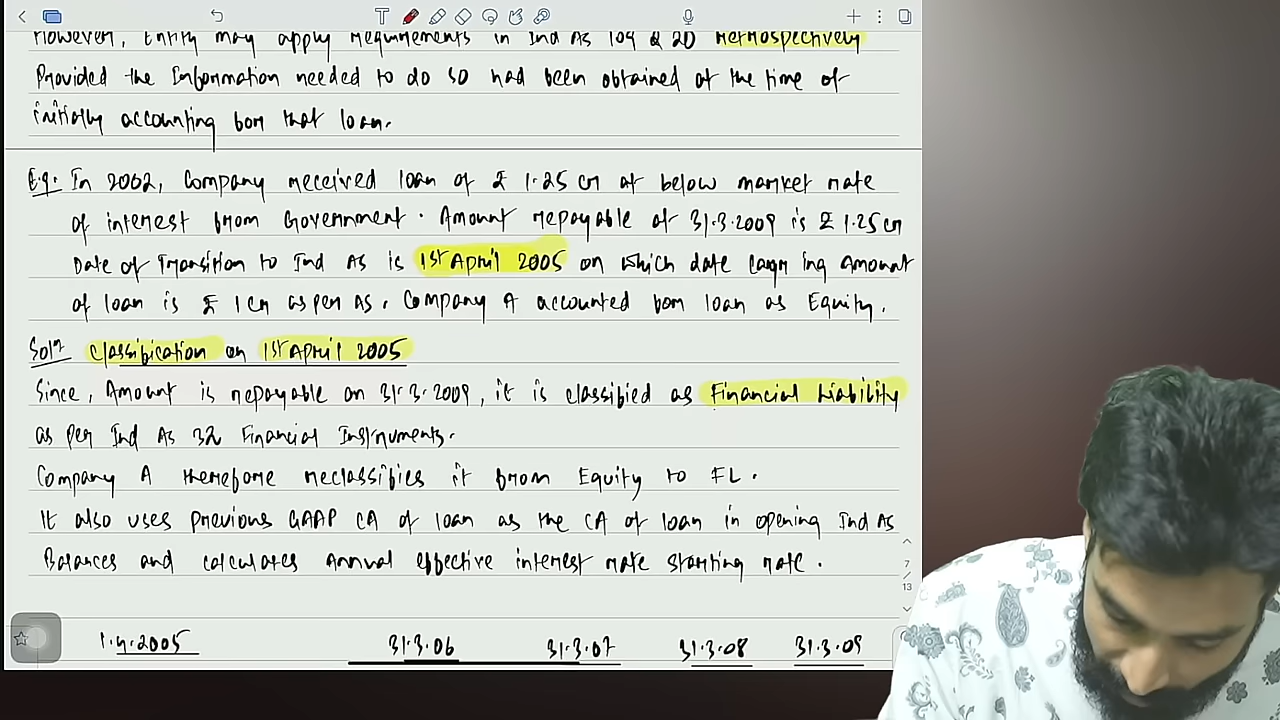 However, Entity may apply Requirements in Ind As 109 & 20 Retrospectively
Provided the Information needed to do so had been obtained at the time of
initially accounting for that loan.
E.g. In 2002, Company received loan of ₹ 1.25 cr at below market rate
of interest from Government. Amount repayable at 31.3.2009 is ₹ 1.25 cr
Date of Transition to Ind As is 1st April 2005 on which date carrying Amount
of loan is ₹ 1 cr as per As. Company A accounted for loan as Equity.
Solⁿ Classification on 1st April 2005
Since, Amount is repayable on 31.3.2009, it is classified as Financial Liability
as per Ind As 32 Financial Instruments.
Company A therefore reclassifies it from Equity to FL.
It also uses previous GAAP CA of loan as the CA of loan in opening Ind AS
Balances and calculates Annual effective interest rate starting rate.
7
13
1.4.2005 31.3.06 31.3.07 31.3.08 31.3.09